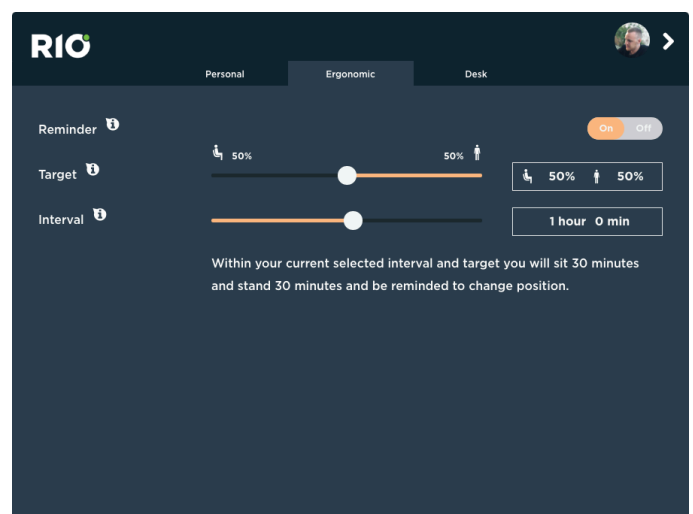 RIO
Personal Ergonomic Desk
Reminder
On Off
50% 50%
Target
50% 50%
Interval
1 hour 0 min
Within your current selected interval and target you will sit 30 minutes
and stand 30 minutes and be reminded to change position.